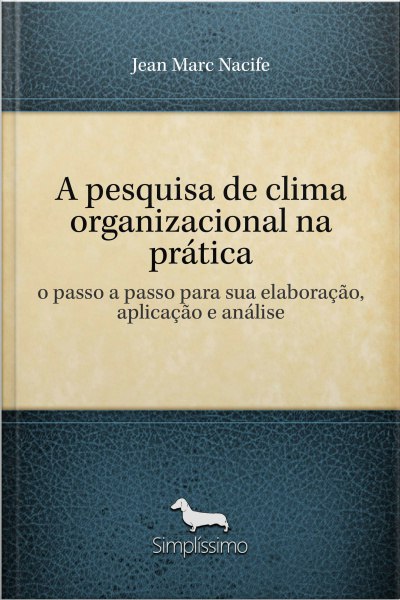 Jean Marc Nacife
A pesquisa de clima
organizacional na
prática
o passo a passo para sua elaboração,
aplicação e análise
Simplíssimo